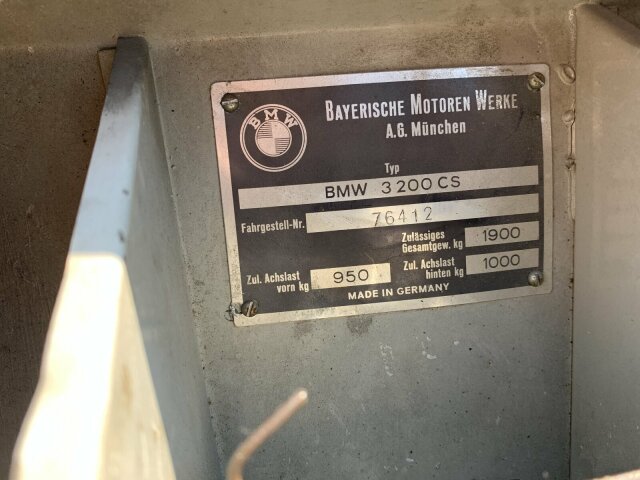 BMW
BAYERISCHE MOTOREN WERKE
A.G. München
Typ
BMW 3200 CS
Fahrgestell-Nr. 76412
Zulässiges
Gesamtgew. kg 1900
Zul. Achslast
vorn kg 950
Zul. Achslast
hinten kg 1000
MADE IN GERMANY